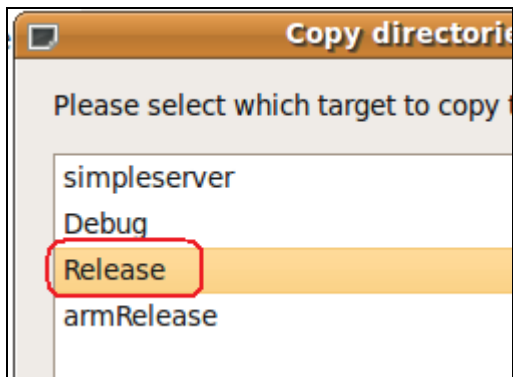 Copy directorie
Please select which target to copy t
simpleserver
Debug
Release
armRelease